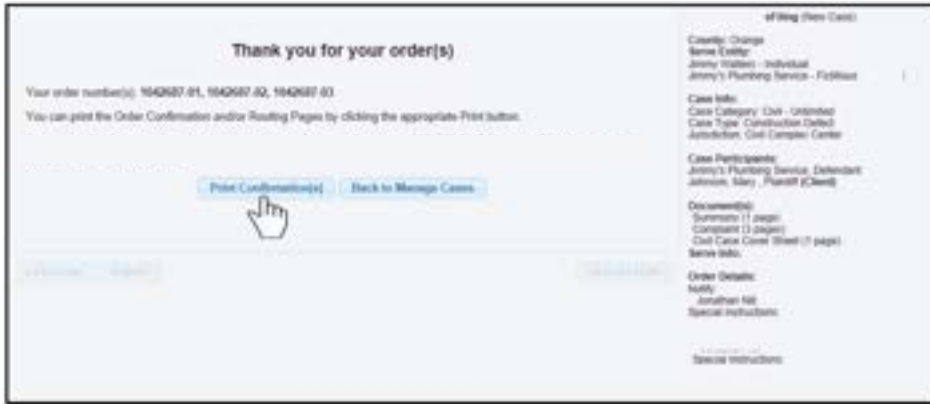 Thank you for your order(s)
Your order number(s): 1042687-01, 1042687-02, 1042687-03
You can print the Order Confirmation and/or Routing Pages by clicking the appropriate Print button.
Print Confirmation(s) Back to Manage Cases
eFiling (New Case)
County: Orange
Serve Entity:
Jimmy Walters - Individual
Jimmy's Plumbing Service - Fictitious
Case Info:
Case Category: Civil - Unlimited
Case Type: Construction Defect
Jurisdiction: Civil Complex Center
Case Participants:
Jimmy's Plumbing Service, Defendant
Johnson, Mary, Plaintiff (Client)
Document(s):
Summons (1 page)
Complaint (3 pages)
Civil Case Cover Sheet (1 page)
Serve Info:
Order Details:
Notify:
Jonathan
Special Instructions:
Special Instructions: